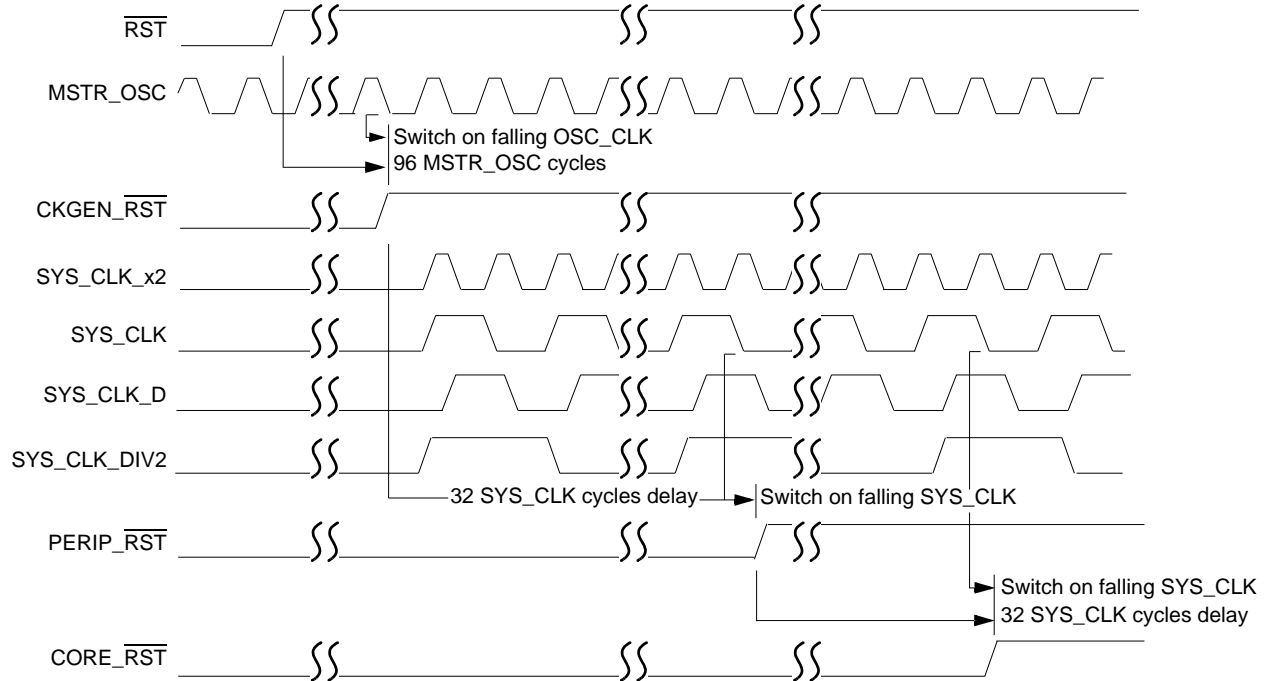 RST
MSTR_OSC
Switch on falling OSC_CLK
96 MSTR_OSC cycles
CKGEN_RST
SYS_CLK_x2
SYS_CLK
SYS_CLK_D
SYS_CLK_DIV2
32 SYS_CLK cycles delay
Switch on falling SYS_CLK
PERIP_RST
Switch on falling SYS_CLK
32 SYS_CLK cycles delay
CORE_RST